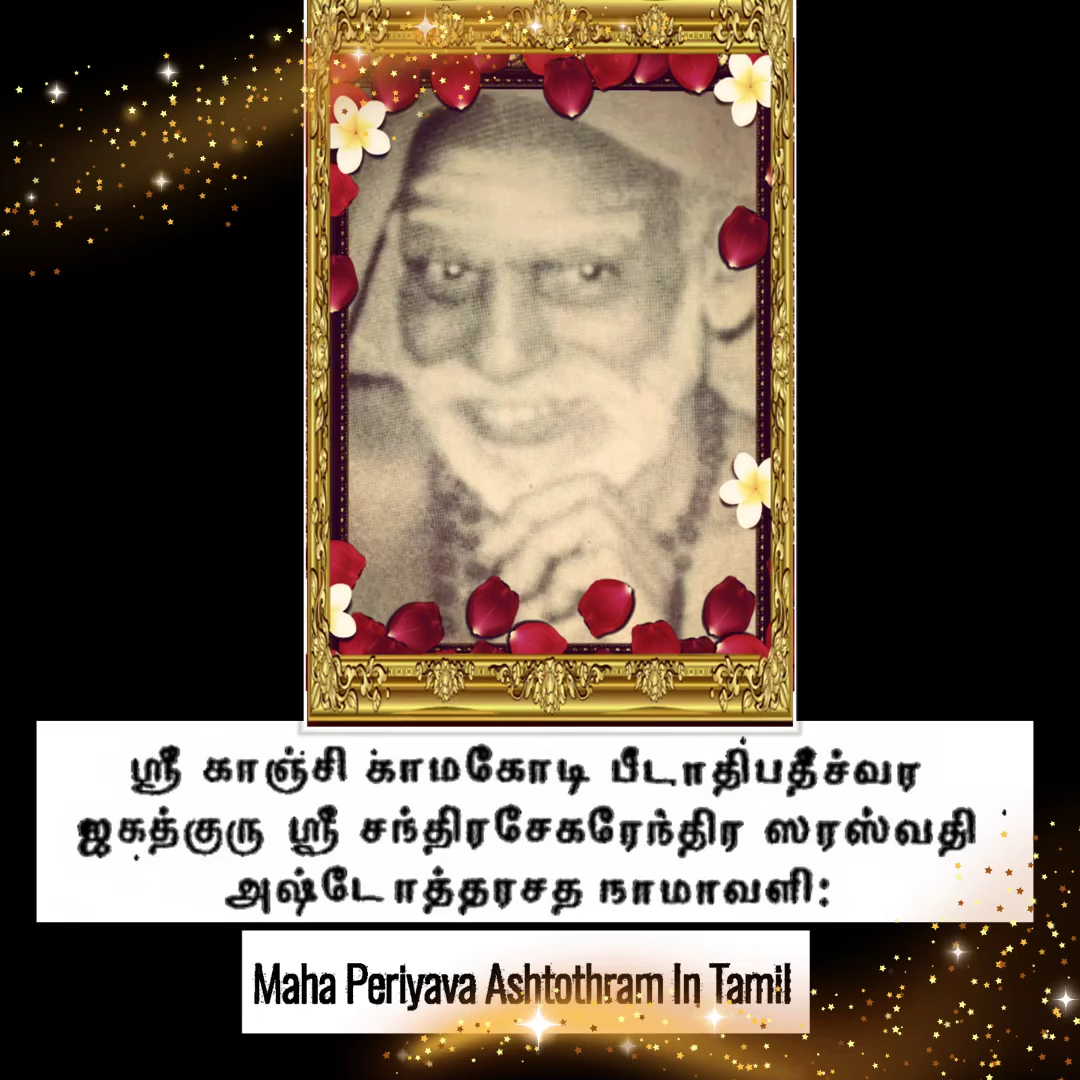 ஸ்ரீ காஞ்சி காமகோடி பீடாதிபதீச்வர
ஜகத்குரு ஸ்ரீ சந்திரசேகரேந்திர ஸரஸ்வதி
அஷ்டோத்தரசத நாமாவளி:
Maha Periyava Ashtothram In Tamil